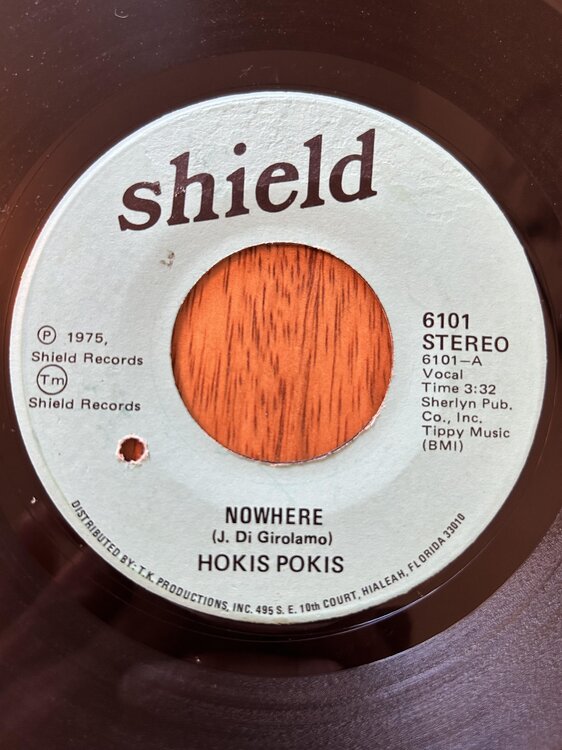 shield
Ⓟ 1975,
Shield Records
Tm
Shield Records
6101
STEREO
6101-A
Vocal
Time 3:32
Sherlyn Pub.
Co., Inc.
Tippy Music
(BMI)
NOWHERE
(J. Di Girolamo)
HOKIS POKIS
DISTRIBUTED BY: T.K. PRODUCTIONS, INC. 495 S. E. 10th COURT, HIALEAH, FLORIDA 33010